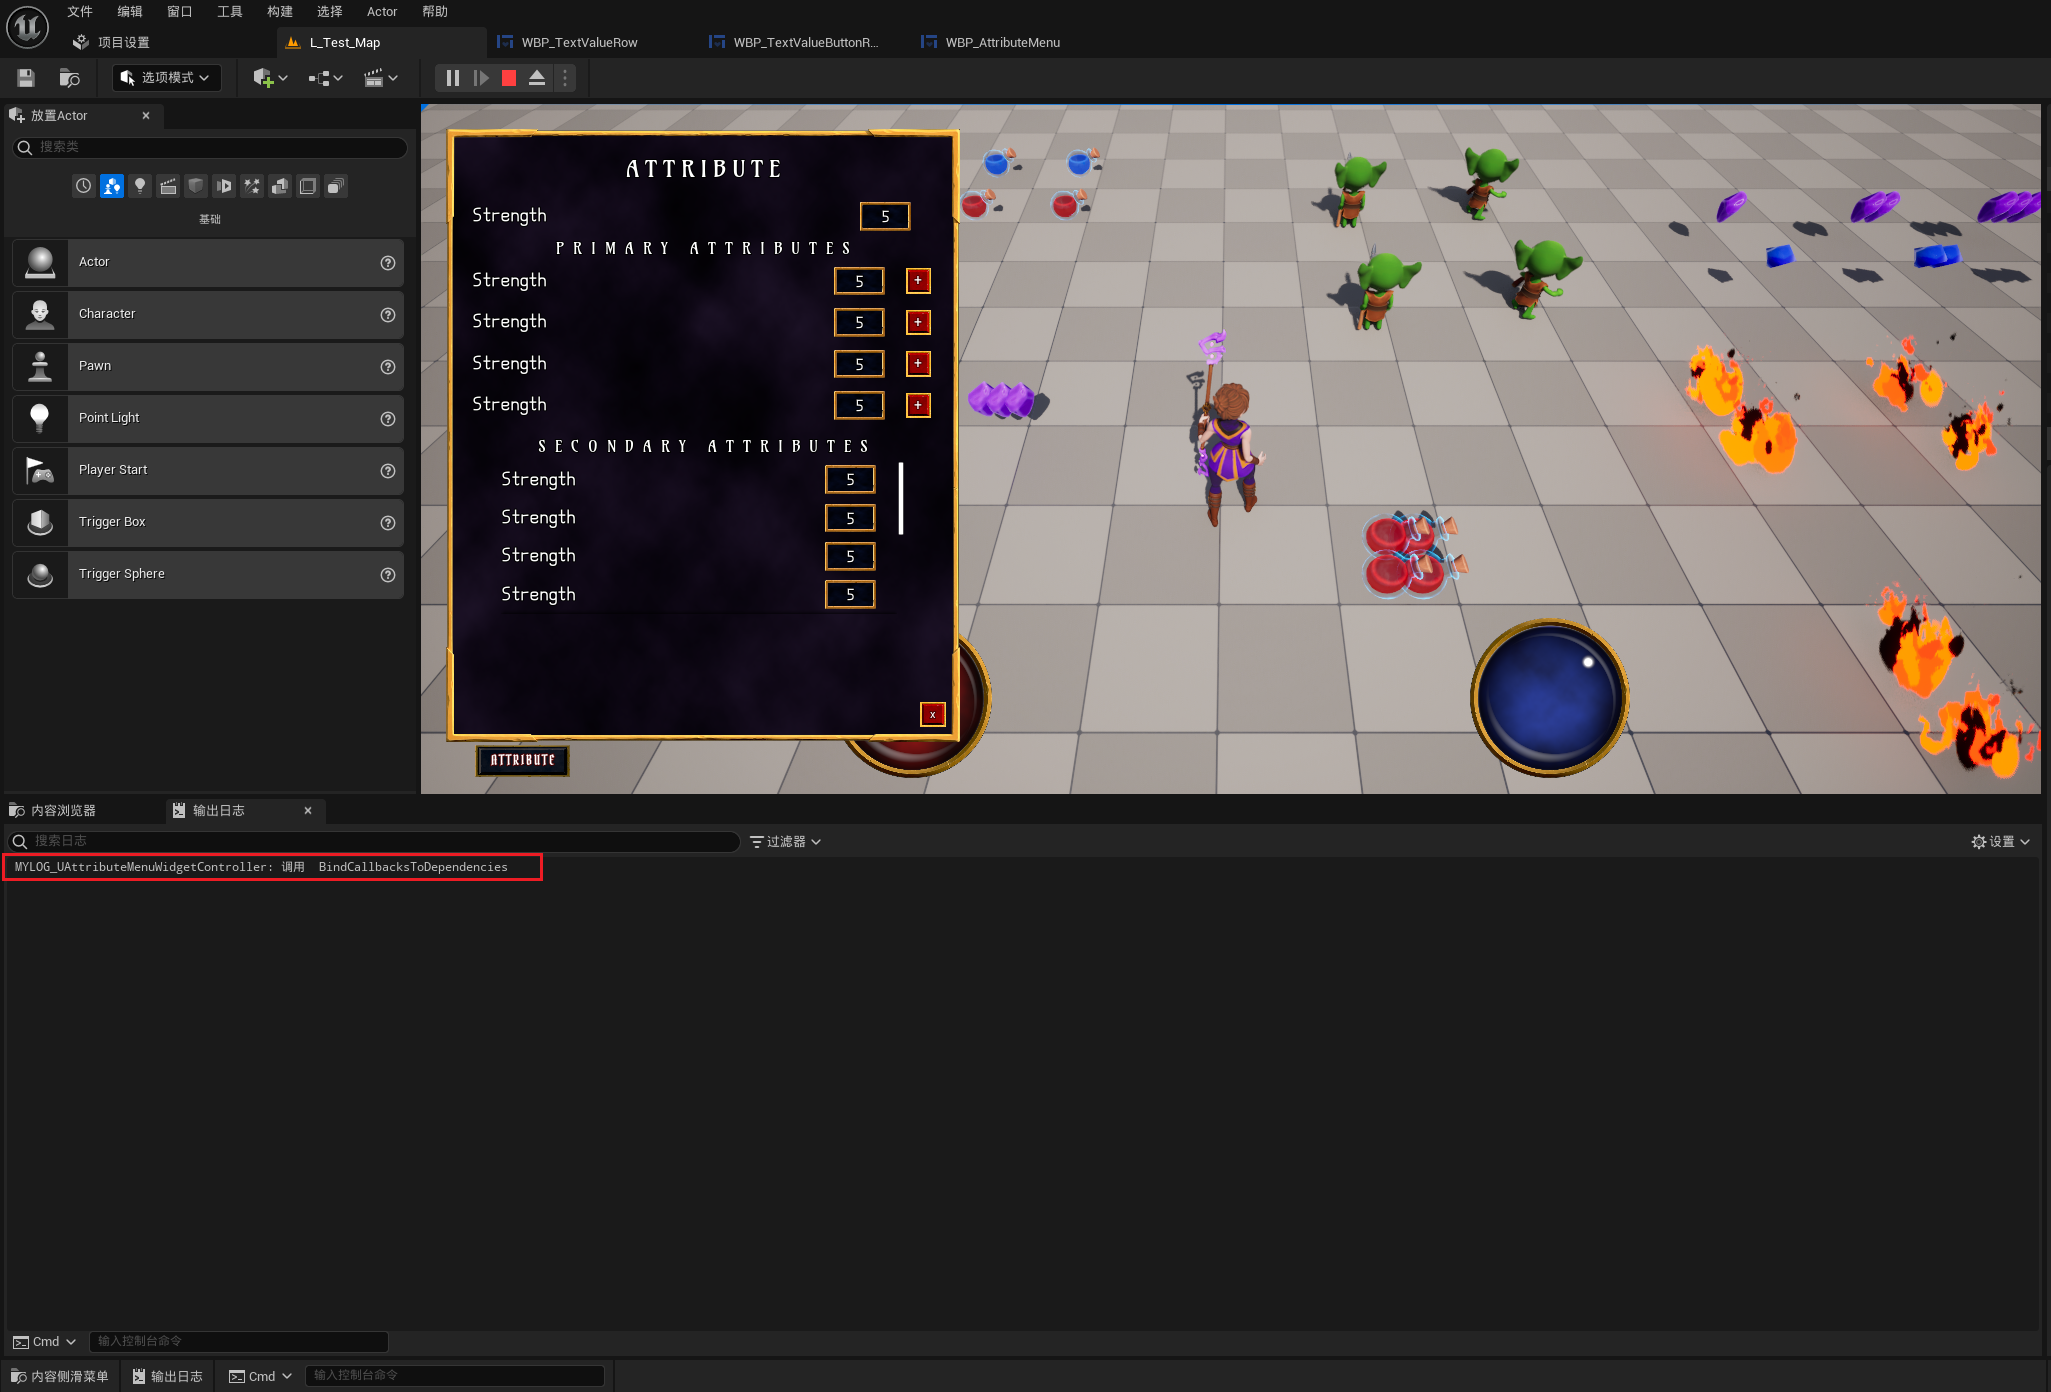 文件 编辑 窗口 工具 构建 选择 Actor 帮助
项目设置 L_Test_Map WBP_TextValueRow WBP_TextValueButtonR... WBP_AttributeMenu
选项模式
放置Actor
搜索类
基础
Actor
Character
Pawn
Point Light
Player Start
Trigger Box
Trigger Sphere
ATTRIBUTE
Strength 5
PRIMARY ATTRIBUTES
Strength 5 +
Strength 5 +
Strength 5 +
Strength 5 +
SECONDARY ATTRIBUTES
Strength 5
Strength 5
Strength 5
Strength 5
x
ATTRIBUTE
内容浏览器 输出日志
搜索日志 过滤器 设置
MYLOG_UAttributeMenuWidgetController: 调用 BindCallbacksToDependencies
Cmd 输入控制台命令
内容侧滑菜单 输出日志 Cmd 输入控制台命令